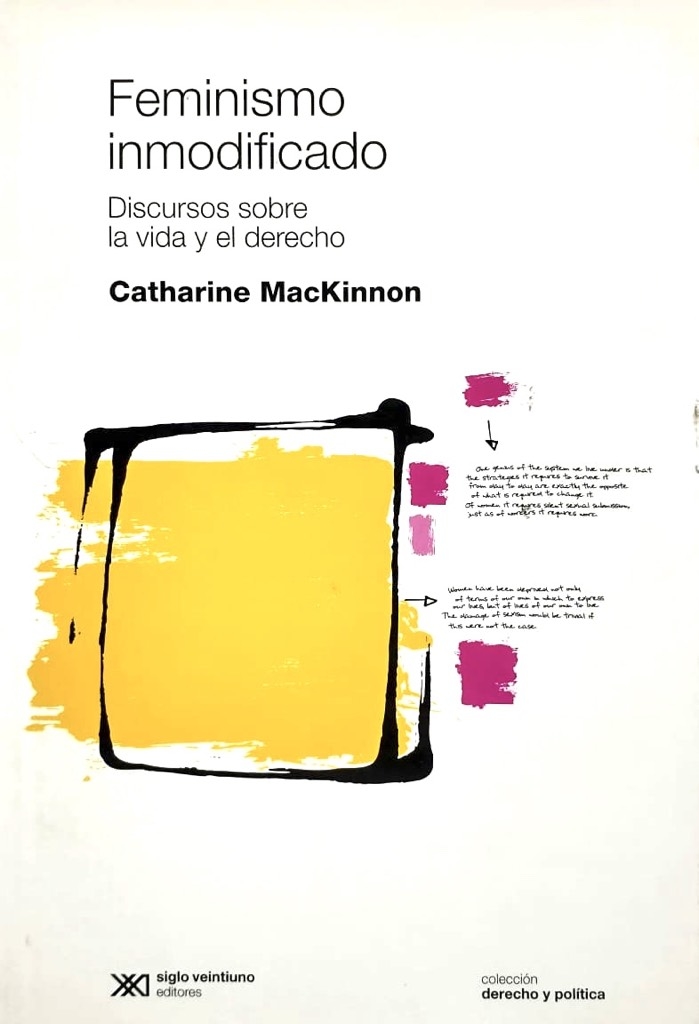 Feminismo
inmodificado
Discursos sobre
la vida y el derecho
Catharine MacKinnon
One genius of the system we live under is that
the strategies it requires to survive it
from day to day are exactly the opposite
of what is required to change it
Of women it requires silent sexual submission,
just as of workers it requires work.
Women have been deprived not only
of terms of our own in which to express
our lives, but of lives of our own to live
The damage of sexism would be trivial if
this were not the case
siglo veintiuno
editores
colección
derecho y política